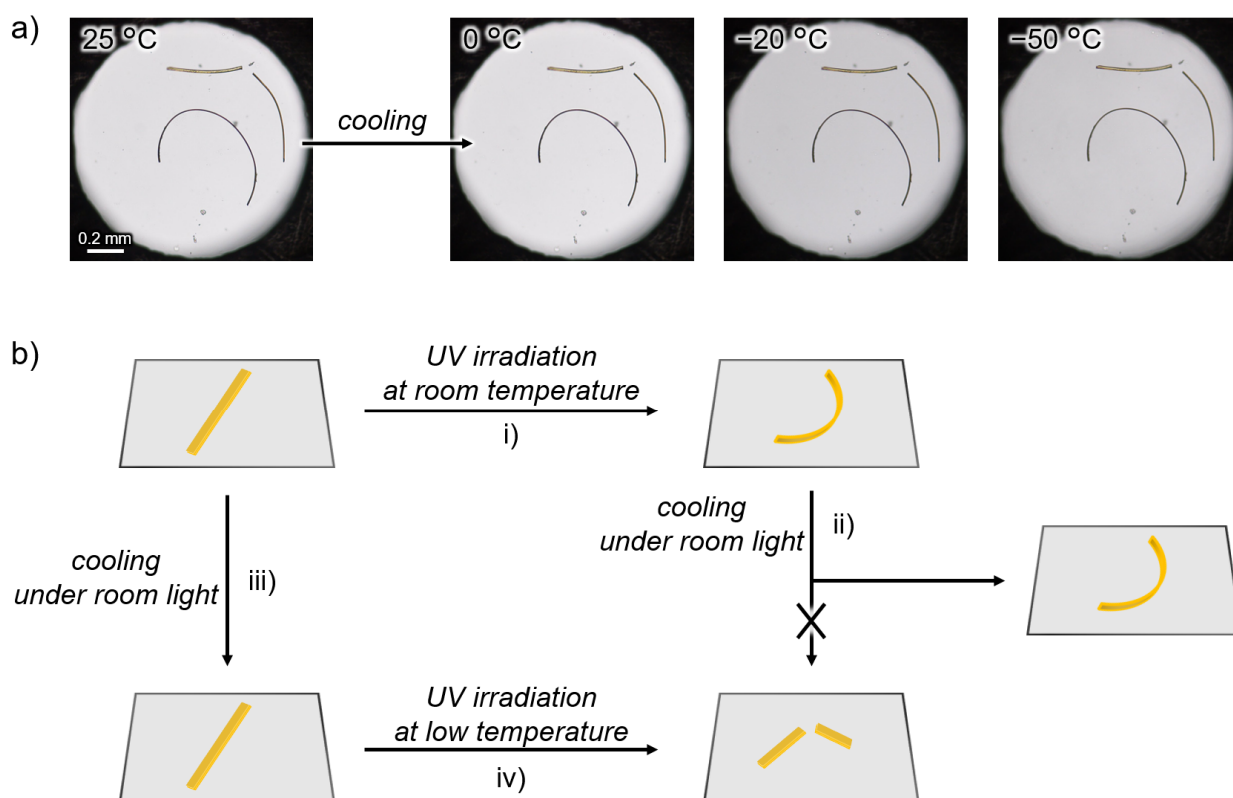 a)
25 °C
0 °C
−20 °C
−50 °C
cooling
0.2 mm
b)
UV irradiation
at room temperature
i)
cooling
under room light
ii)
cooling
under room light
iii)
UV irradiation
at low temperature
iv)